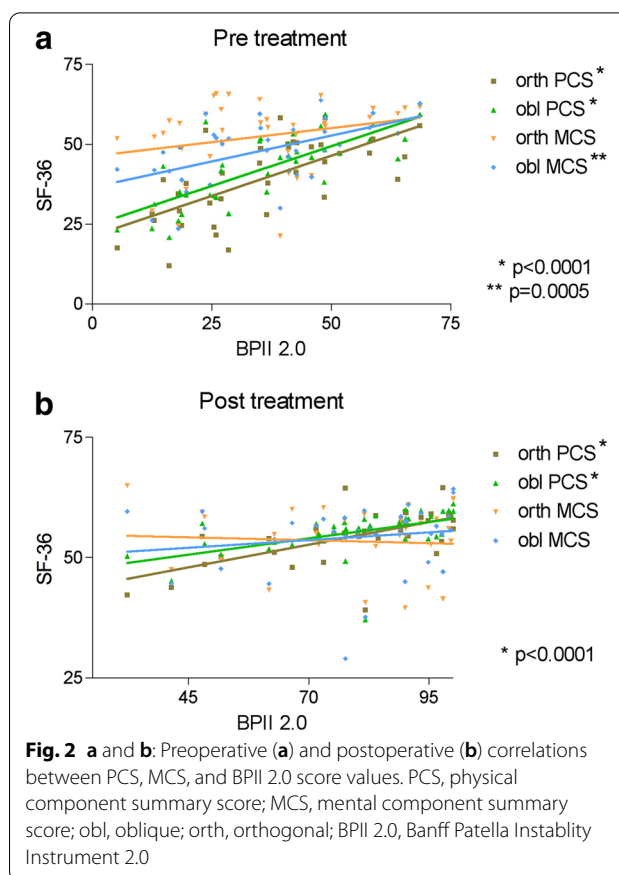 a
Pre treatment
75
50
25
0
SF-36
0 25 50 75
BPII 2.0
orth PCS*
obl PCS*
orth MCS
obl MCS**
* p<0.0001
** p=0.0005
b
Post treatment
75
50
25
SF-36
45 70 95
BPII 2.0
orth PCS*
obl PCS*
orth MCS
obl MCS
* p<0.0001
Fig. 2 a and b: Preoperative (a) and postoperative (b) correlations
between PCS, MCS, and BPII 2.0 score values. PCS, physical
component summary score; MCS, mental component summary
score; obl, oblique; orth, orthogonal; BPII 2.0, Banff Patella Instablity
Instrument 2.0